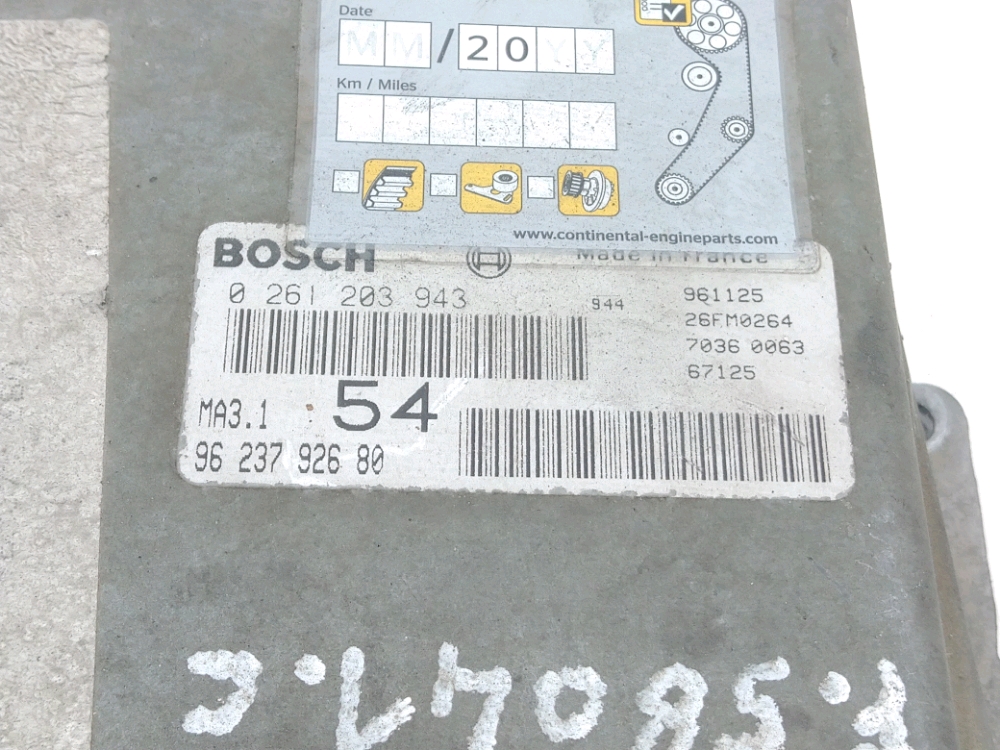 Date
MM/20YY
Km / Miles
www.continental-engineparts.com
BOSCH Made in France
0 261 203 943 944 961125
26FM0264
7036 0063
67125
MA3.1 54
96 237 926 80